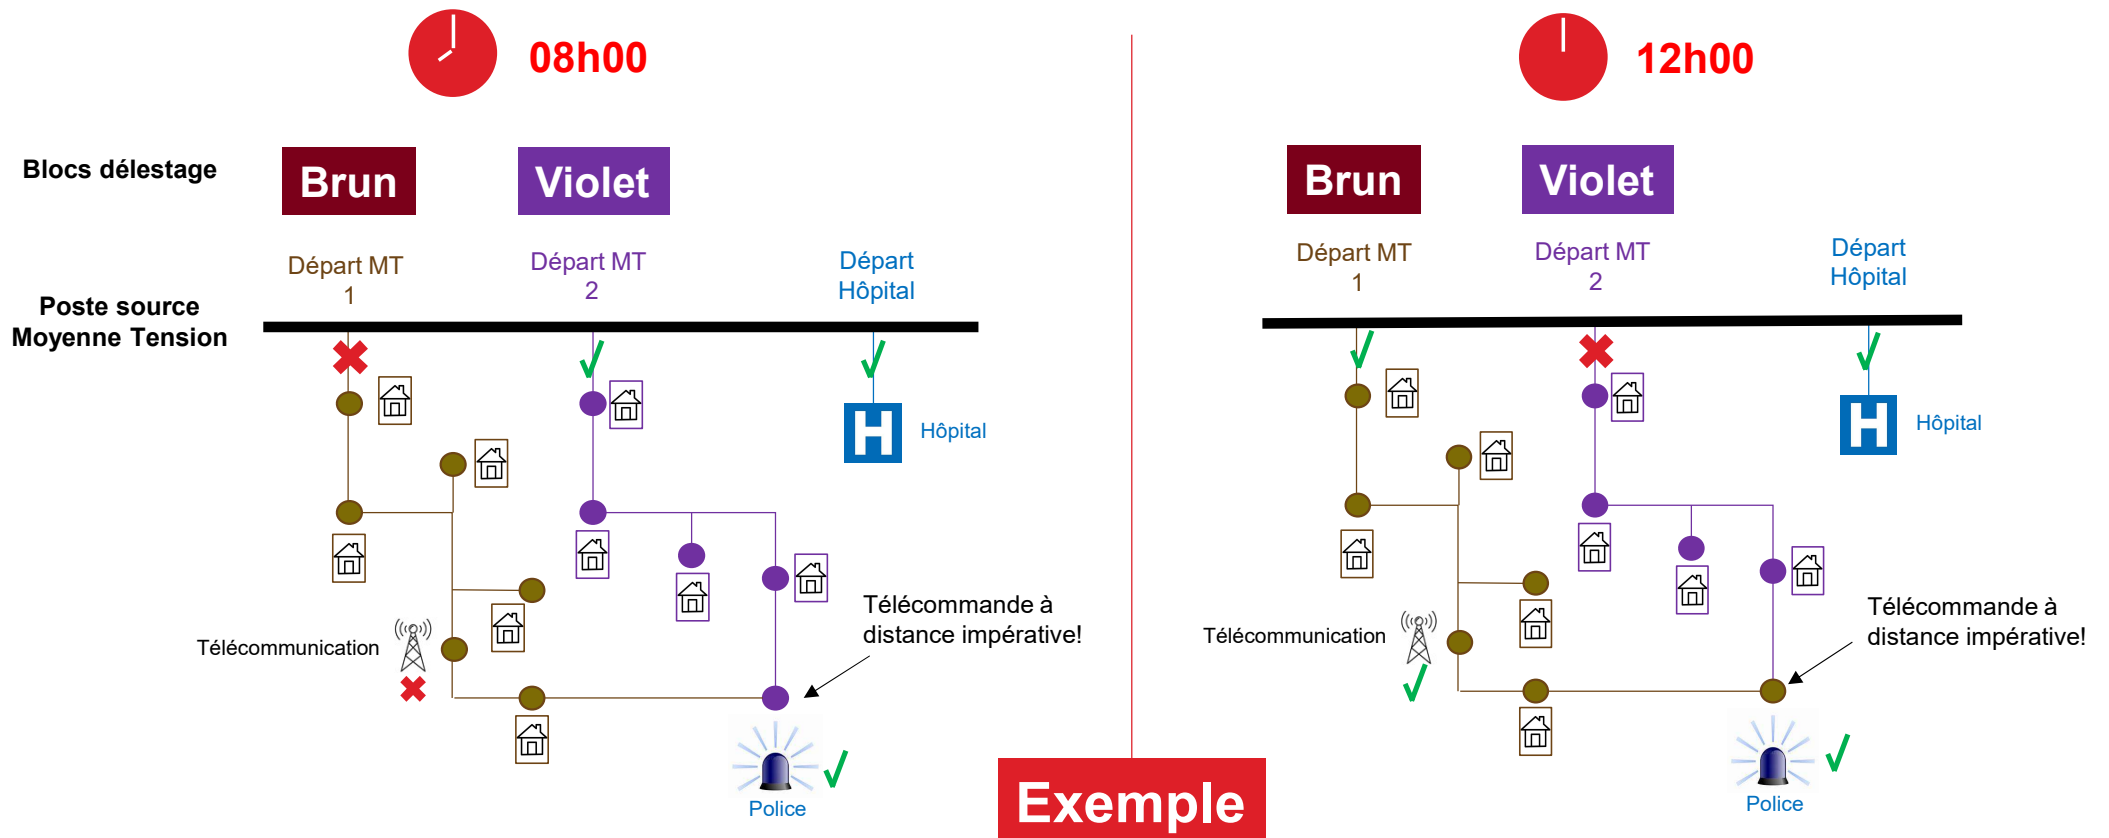 08h00
12h00
Blocs délestage
Brun
Violet
Brun
Violet
Départ MT
1
Départ MT
2
Départ
Hôpital
Départ MT
1
Départ MT
2
Départ
Hôpital
Poste source
Moyenne Tension
H
Hôpital
H
Hôpital
Télécommande à
distance impérative!
Télécommunication
Télécommande à
distance impérative!
Télécommunication
Police
Police
Exemple